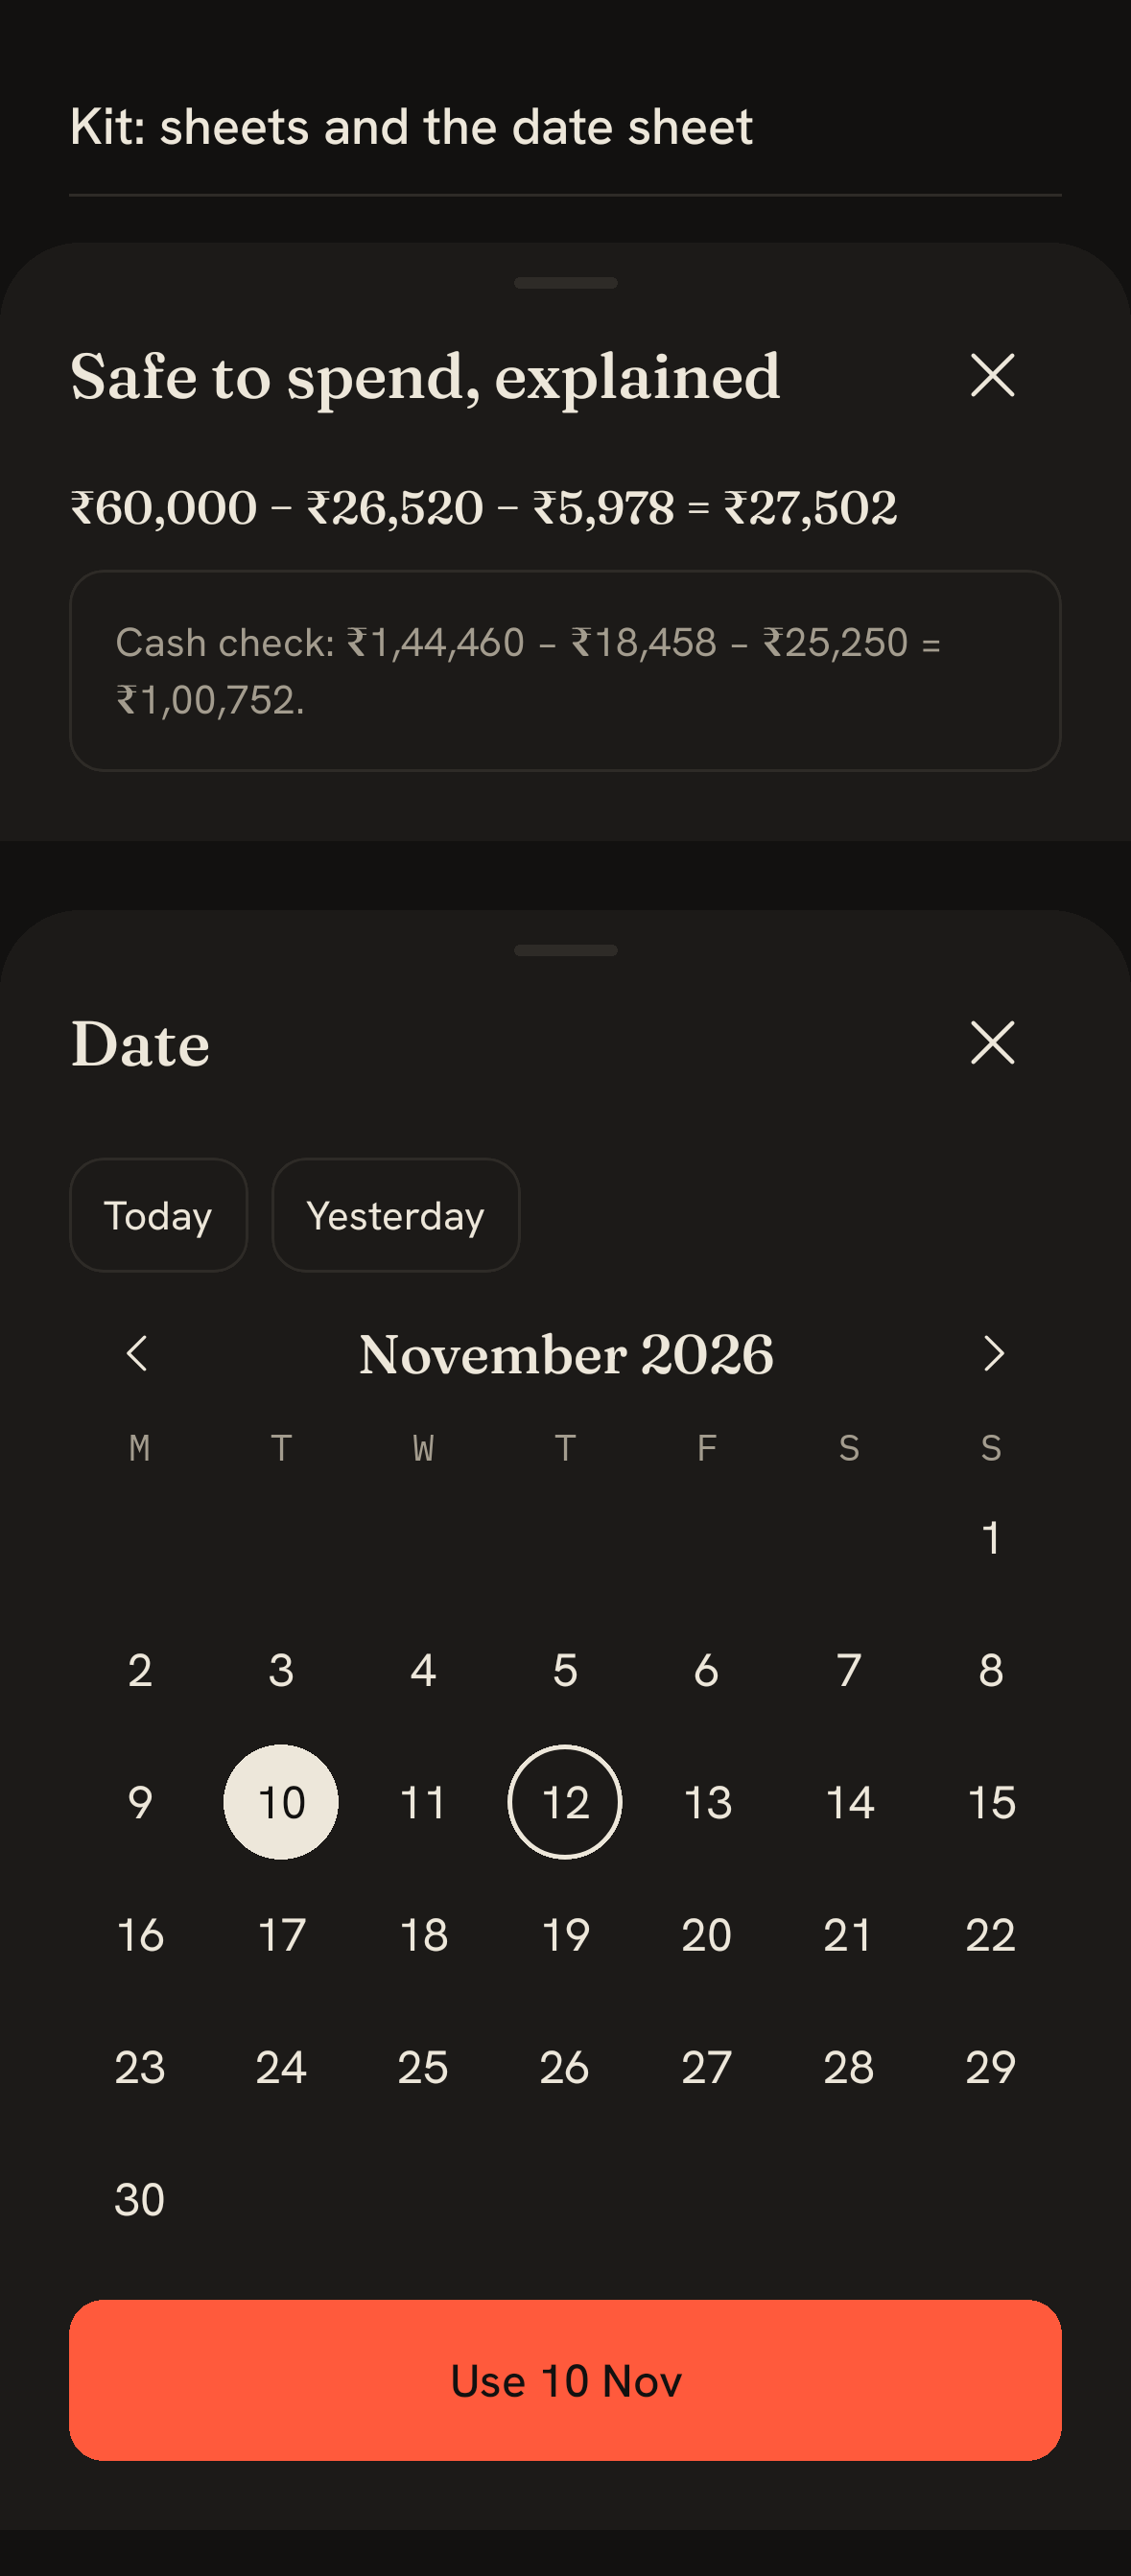 Kit: sheets and the date sheet
Safe to spend, explained
₹60,000 – ₹26,520 – ₹5,978 = ₹27,502
Cash check: ₹1,44,460 – ₹18,458 – ₹25,250 =
₹1,00,752.
Date
Today Yesterday
November 2026
M T W T F S S
1
2 3 4 5 6 7 8
9 10 11 12 13 14 15
16 17 18 19 20 21 22
23 24 25 26 27 28 29
30
Use 10 Nov